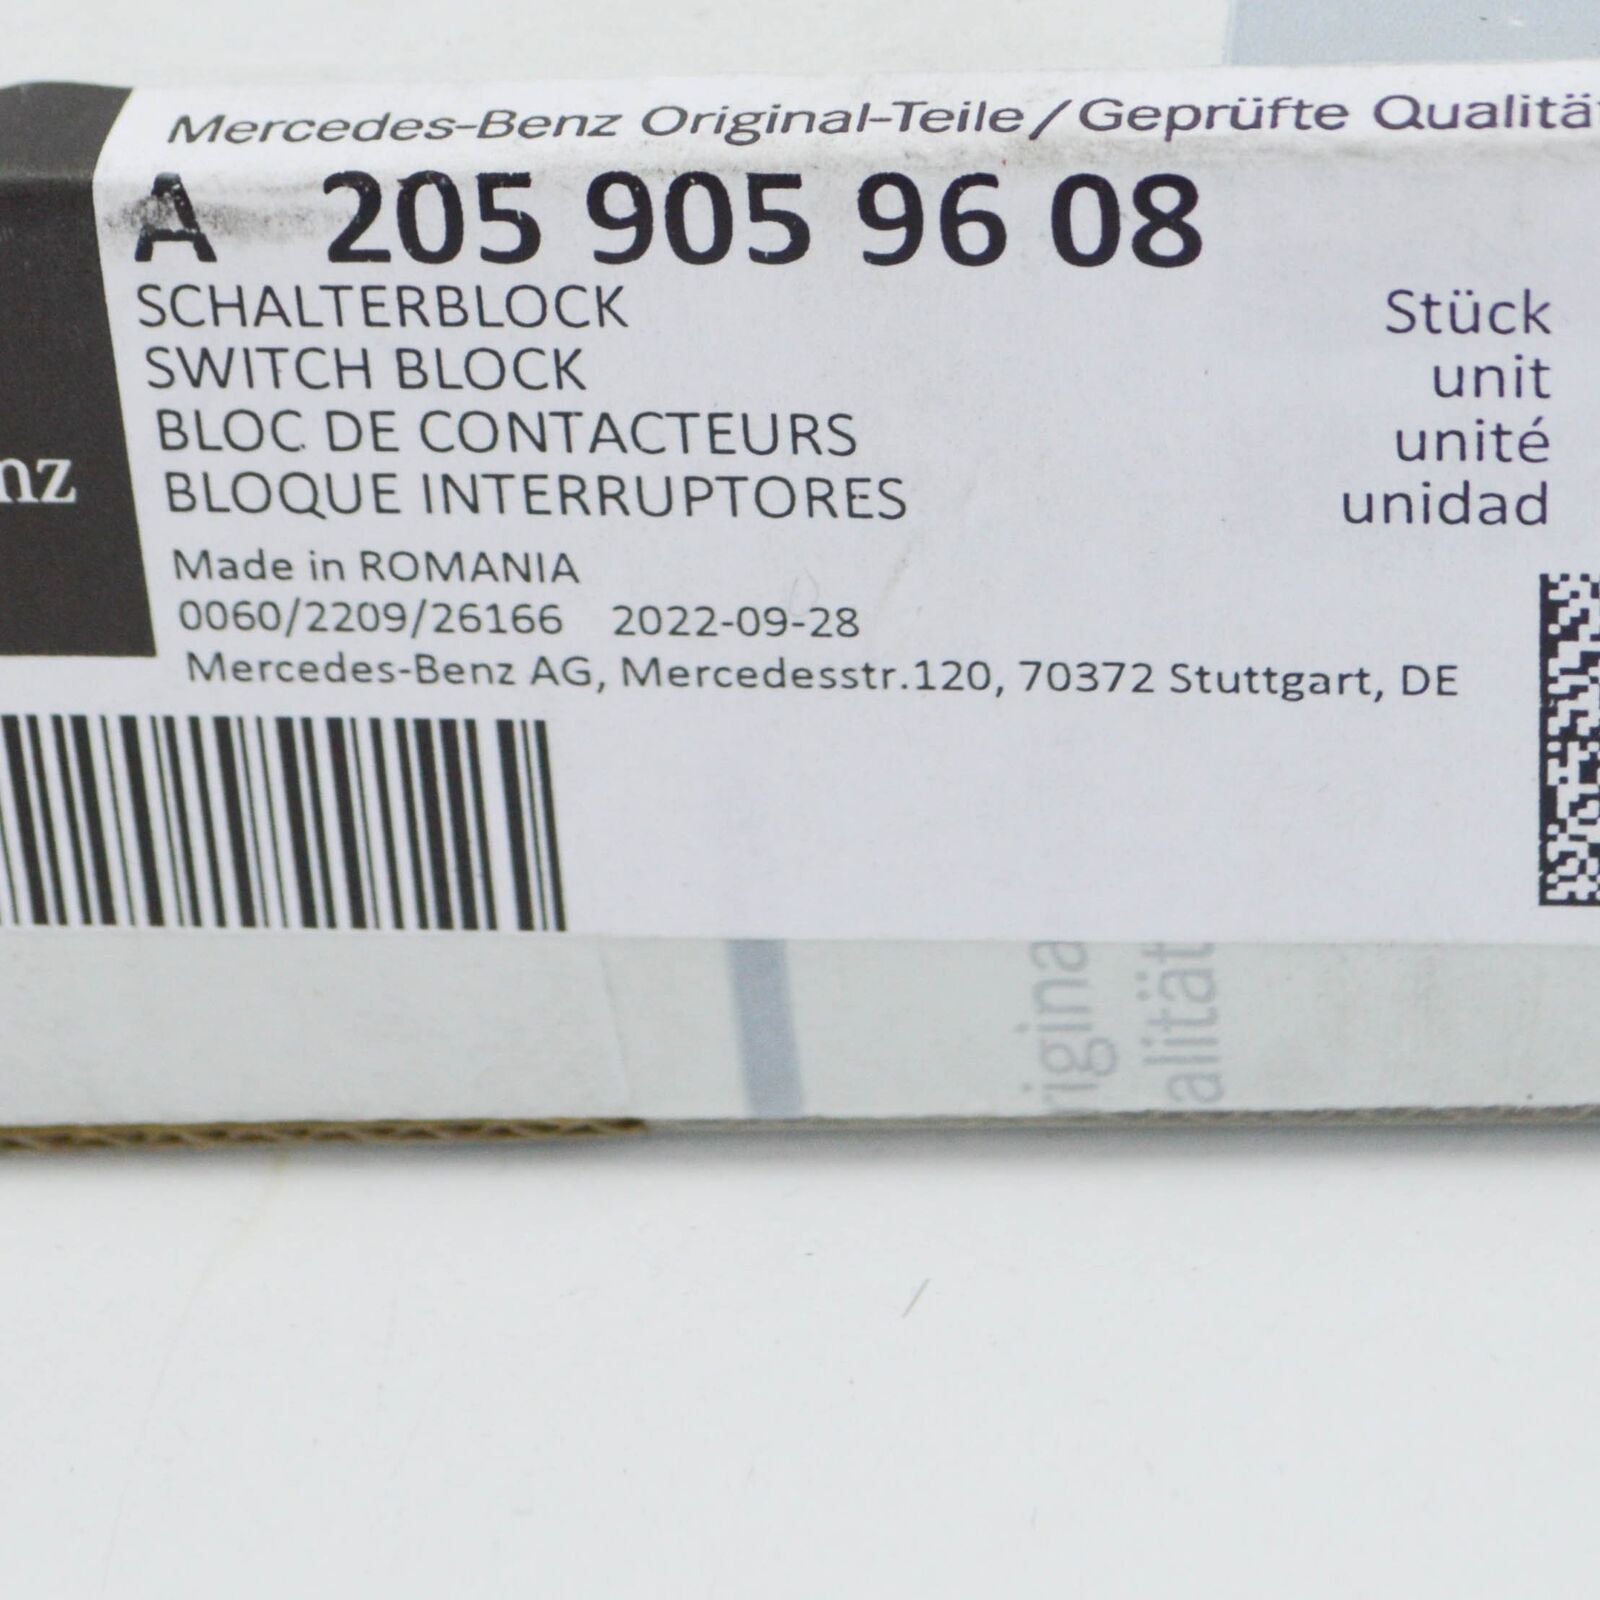 Mercedes-Benz Original-Teile/Geprüfte Qualität
A 205 905 96 08
SCHALTERBLOCK
SWITCH BLOCK
BLOC DE CONTACTEURS
BLOQUE INTERRUPTORES
Stück
unit
unité
unidad
nz
Made in ROMANIA
0060/2209/26166 2022-09-28
Mercedes-Benz AG, Mercedesstr.120, 70372 Stuttgart, DE
rigina
alität